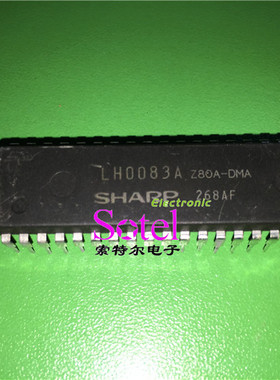 LH0083A Z80A-DMA
SHARP 268AF
Electronic
Sotel
索特尔电子